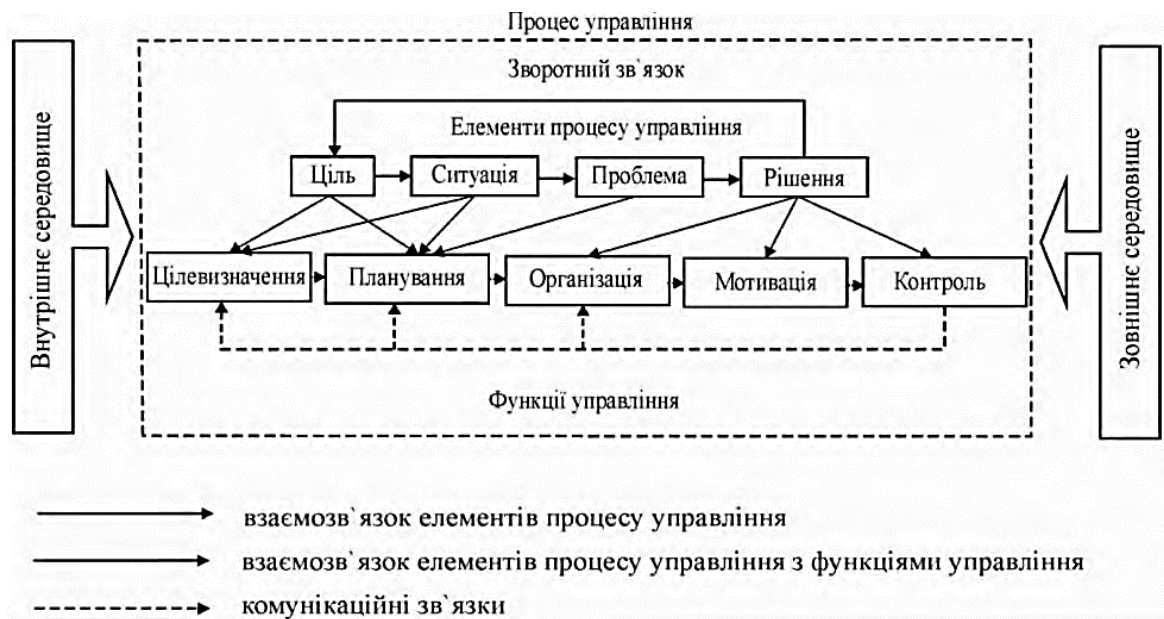 Процес управління
Зворотний зв`язок
Елементи процесу управління
Ціль
Ситуація
Проблема
Рішення
Цілевизначення
Планування
Організація
Мотивація
Контроль
Функції управління
Внутрішнє середовище
Зовнішнє середовище
взаємозв`язок елементів процесу управління
взаємозв`язок елементів процесу управління з функціями управління
комунікаційні зв`язки